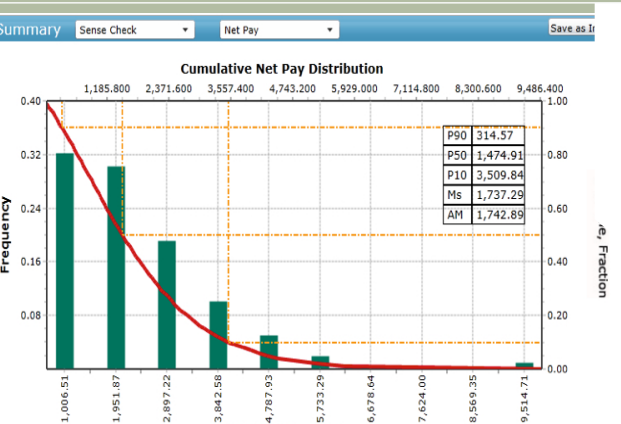 Summary Sense Check Net Pay Save as I
Cumulative Net Pay Distribution
1,185.800 2,371.600 3,557.400 4,743.200 5,929.000 7,114.800 8,300.600 9,486.400
0.40 1.00
P90 314.57
P50 1,474.91
P10 3,509.84
Ms 1,737.29
AM 1,742.89
0.32 0.80
0.24 0.60
0.16 0.40
0.08 0.20
0.00
Frequency
e, Fraction
1,006.51 1,951.87 2,897.22 3,842.58 4,787.93 5,733.29 6,678.64 7,624.00 8,569.35 9,514.71